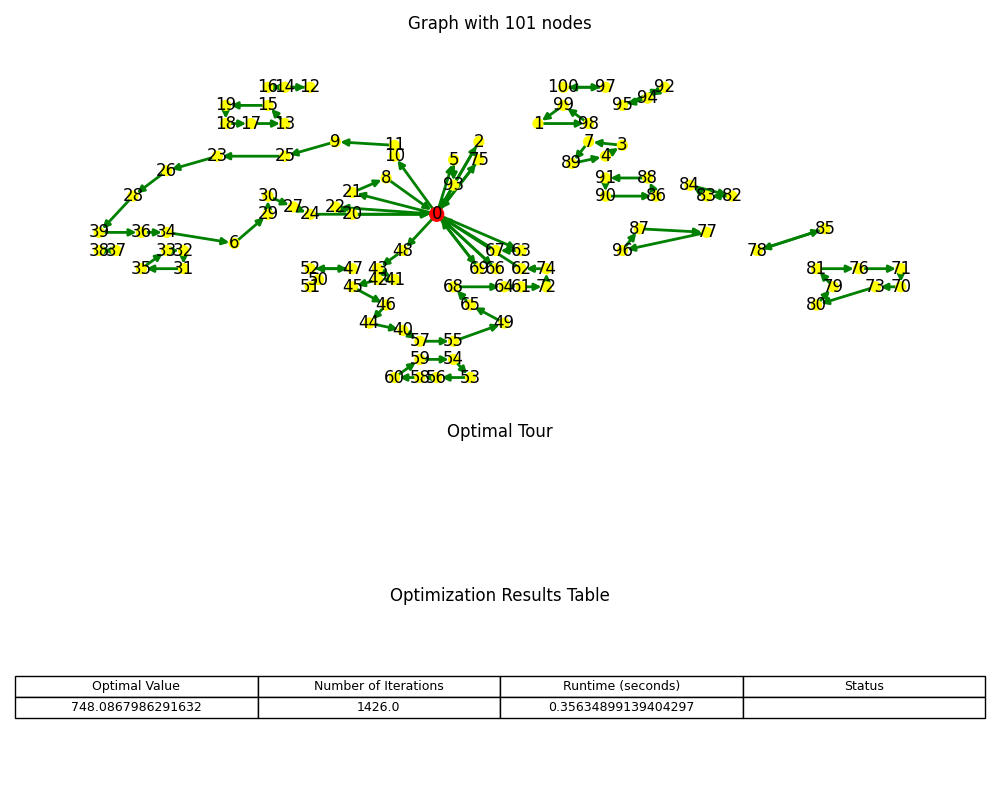 Graph with 101 nodes
16 14 12 100 97 92
19 15 99 95 94
18 17 13 1 98
9 11 2 7 3
23 25 10 5 75 89 4
26 8 93 91 88 84
28 30 21 90 86 83 82
29 27 24 22 20 0
39 36 34 6 87 77 85
38 37 33 32 48 67 63 96 78
35 31 52 47 43 69 66 62 74 81 76 71
51 50 45 42 41 68 64 61 72 80 79 73 70
46 65
44 40 49
57 55
59 54
60 58 56 53
Optimal Tour
Optimization Results Table
Optimal Value Number of Iterations Runtime (seconds) Status
748.0867986291632 1426.0 0.35634899139404297